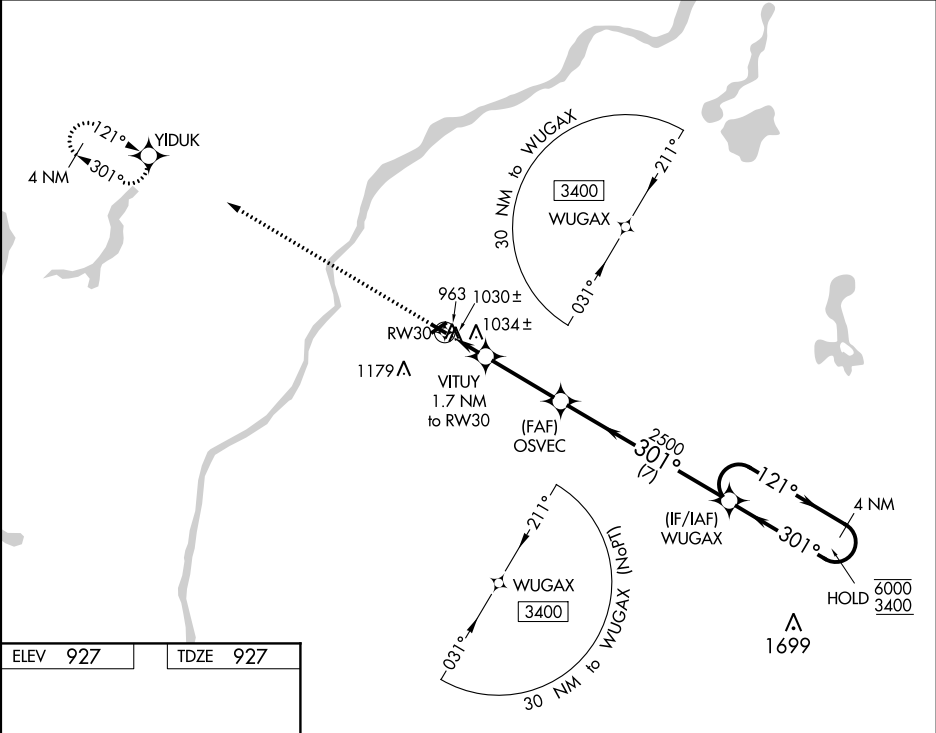 121°
YIDUK
301°
4 NM
30 NM to WUGAX
211°
3400
WUGAX
031°
963
1030 ±
1034 ±
RW30
1179
VITUY
1.7 NM
to RW30
(FAF)
OSVEC
2500
301°
(7)
121°
4 NM
(IF/IAF)
WUGAX
301°
HOLD
6000
3400
1699
211°
WUGAX
3400
031°
30 NM to WUGAX (NoPT)
ELEV 927
TDZE 927